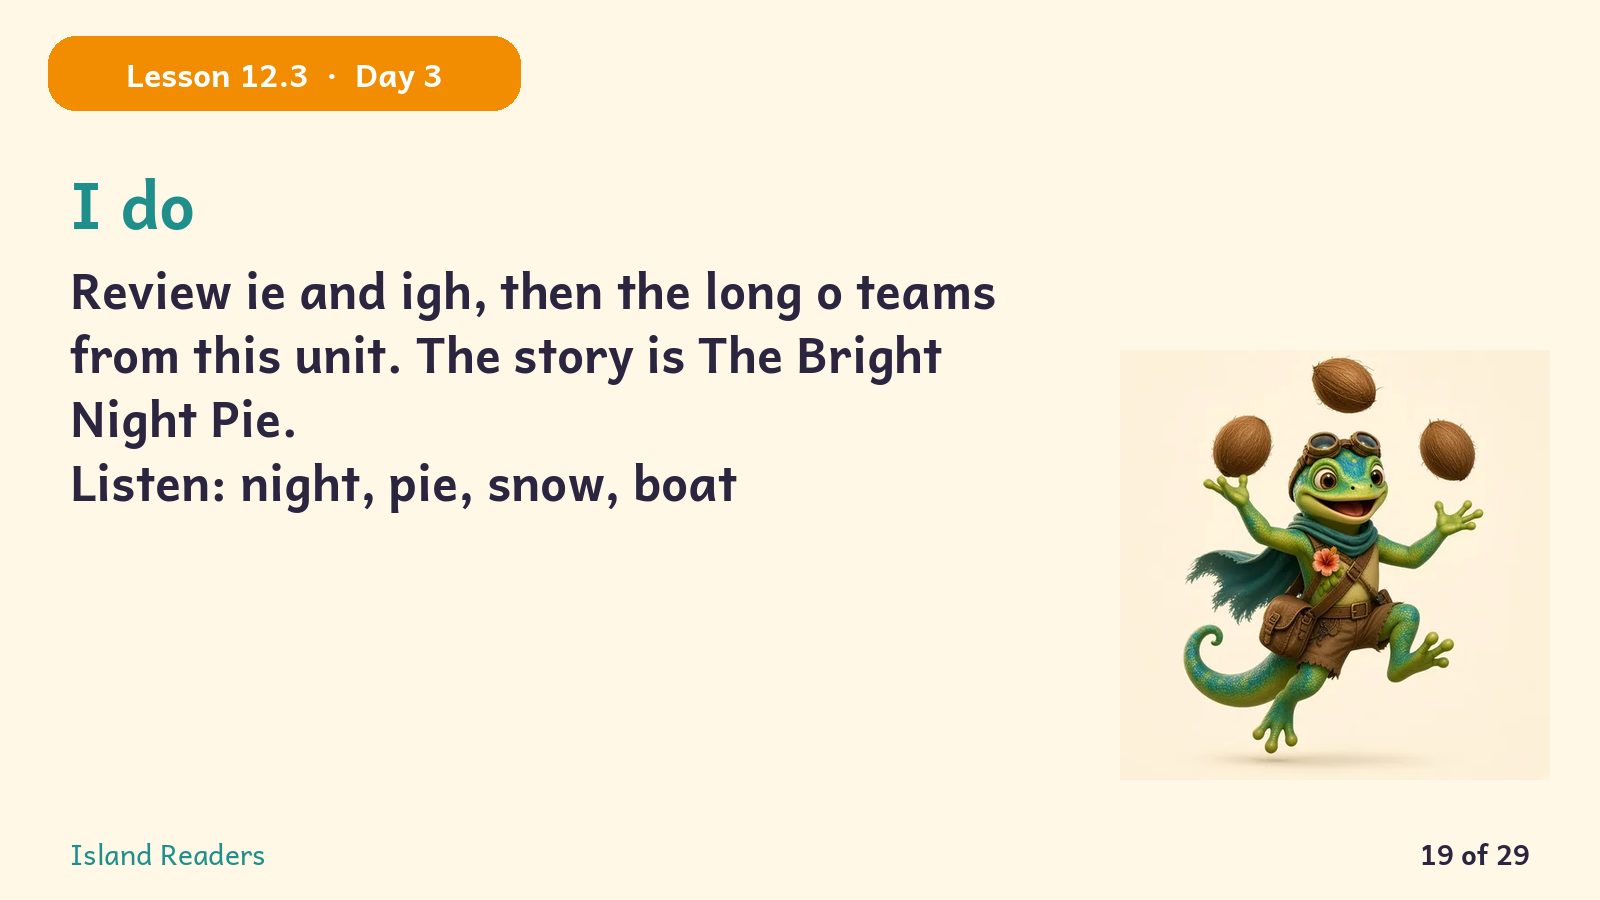 Lesson 12.3 · Day 3
I do
Review ie and igh, then the long o teams
from this unit. The story is The Bright
Night Pie.
Listen: night, pie, snow, boat
Island Readers
19 of 29